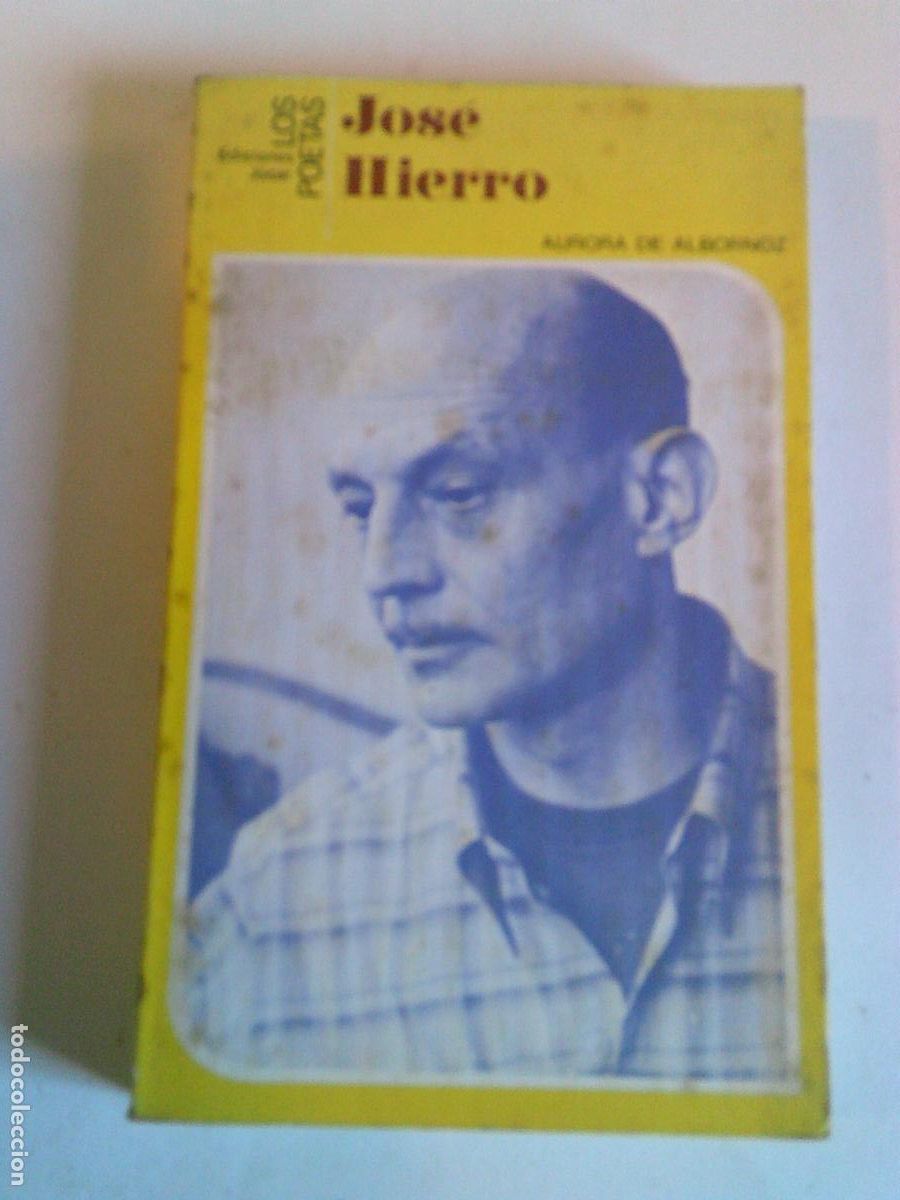 José
Hierro
LOS
POETAS
Ediciones
Júcar
AURORA DE ALBORNOZ
todocoleccion